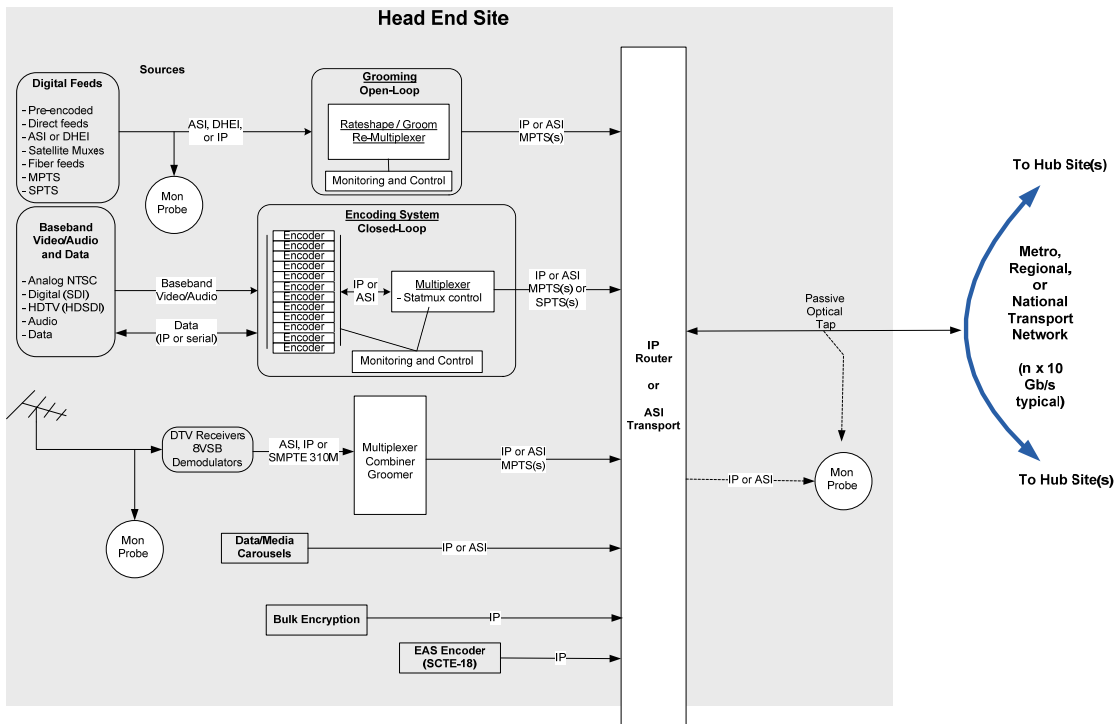 Head End Site
Sources
Digital Feeds
- Pre-encoded
- Direct feeds
- ASI or DHEI
- Satellite Muxes
- Fiber feeds
- MPTS
- SPTS
ASI, DHEI,
or IP
Mon
Probe
Grooming
Open-Loop
Rateshape / Groom
Re-Multiplexer
Monitoring and Control
IP or ASI
MPTS(s)
Baseband
Video/Audio
and Data
- Analog NTSC
- Digital (SDI)
- HDTV (HDSDI)
- Audio
- Data
Baseband
Video/Audio
Data
(IP or serial)
Encoding System
Closed-Loop
Encoder
Encoder
Encoder
Encoder
Encoder
Encoder
Encoder
Encoder
Encoder
Encoder
Encoder
Encoder
IP or
ASI
Multiplexer
- Statmux control
Monitoring and Control
IP or ASI
MPTS(s) or
SPTS(s)
DTV Receivers
8VSB
Demodulators
Mon
Probe
ASI, IP or
SMPTE 310M
Multiplexer
Combiner
Groomer
IP or ASI
MPTS(s)
Data/Media
Carousels
IP or ASI
Bulk Encryption
IP
EAS Encoder
(SCTE-18)
IP
IP
Router
or
ASI
Transport
Passive
Optical
Tap
IP or ASI
Mon
Probe
To Hub Site(s)
Metro,
Regional,
or
National
Transport
Network
(n x 10
Gb/s
typical)
To Hub Site(s)